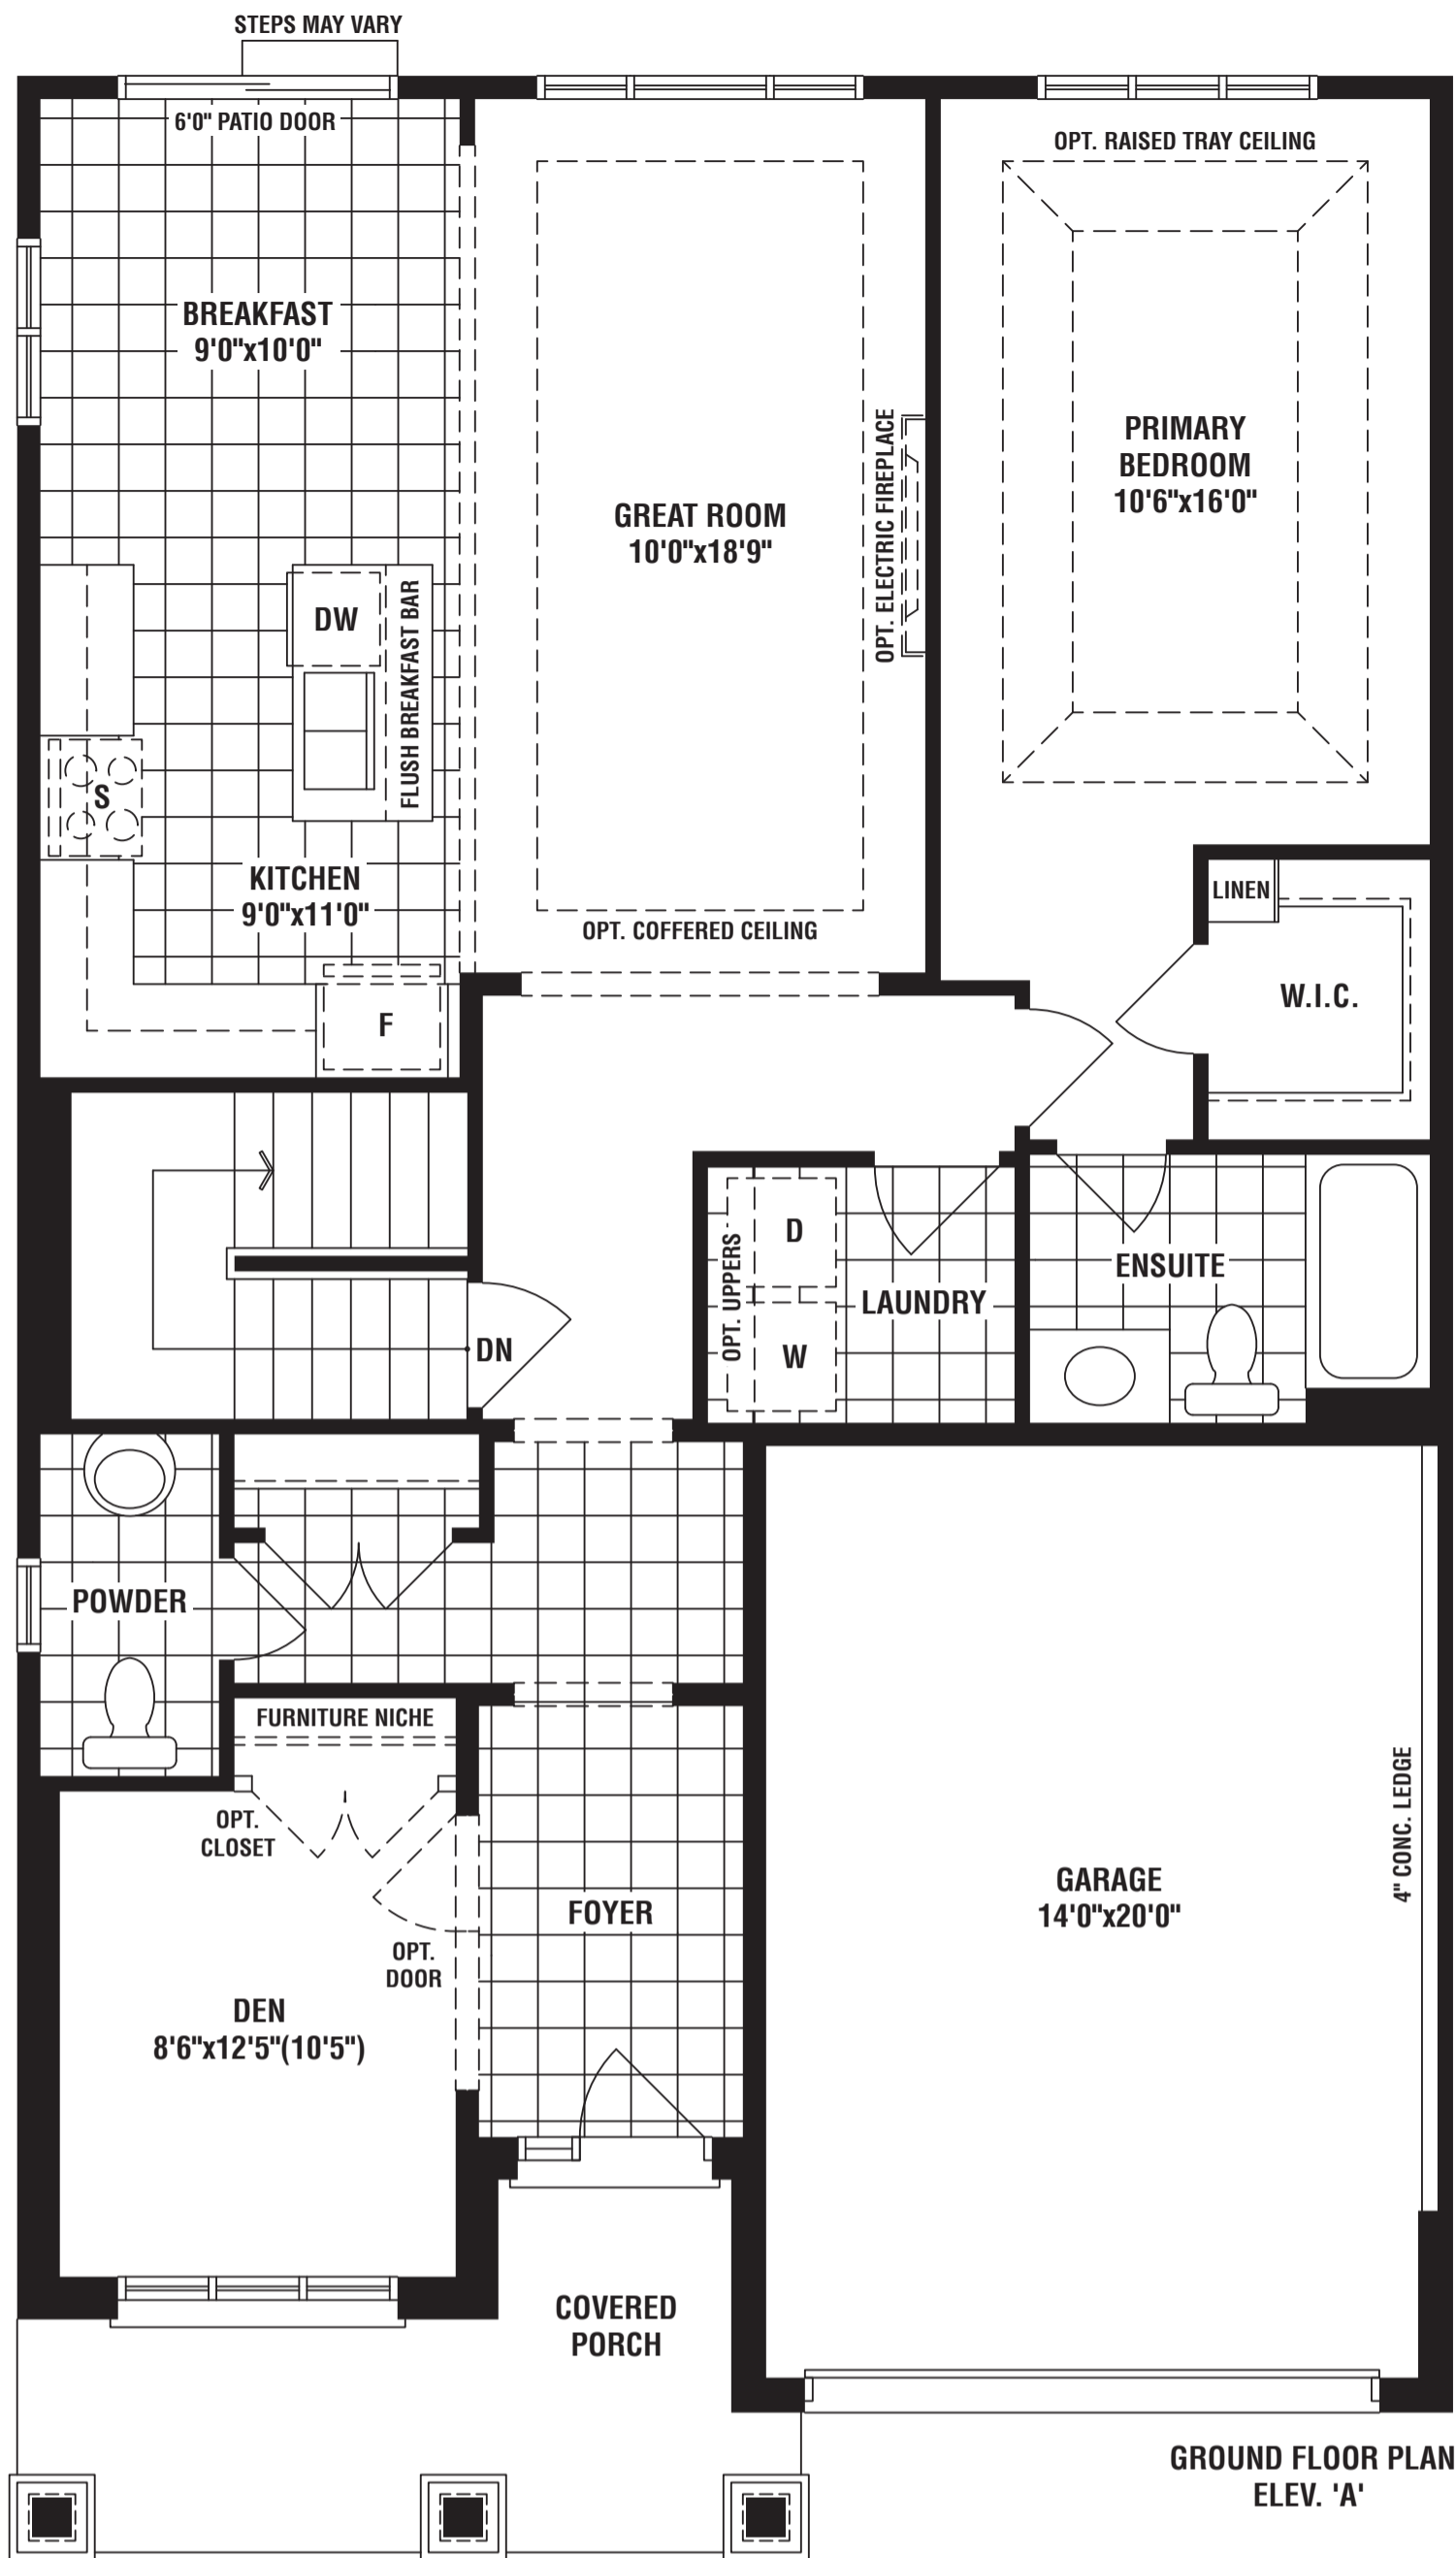 STEPS MAY VARY
6'0" PATIO DOOR
OPT. RAISED TRAY CEILING
BREAKFAST
9'0"x10'0"
PRIMARY
BEDROOM
10'6"x16'0"
GREAT ROOM
10'0"x18'9"
OPT. ELECTRIC FIREPLACE
DW
FLUSH BREAKFAST BAR
S
KITCHEN
9'0"x11'0"
OPT. COFFERED CEILING
LINEN
W.I.C.
F
D
OPT. UPPERS
LAUNDRY
W
ENSUITE
DN
POWDER
FURNITURE NICHE
OPT.
CLOSET
4" CONC. LEDGE
GARAGE
14'0"x20'0"
FOYER
OPT.
DOOR
DEN
8'6"x12'5"(10'5")
COVERED
PORCH
GROUND FLOOR PLAN
ELEV. 'A'